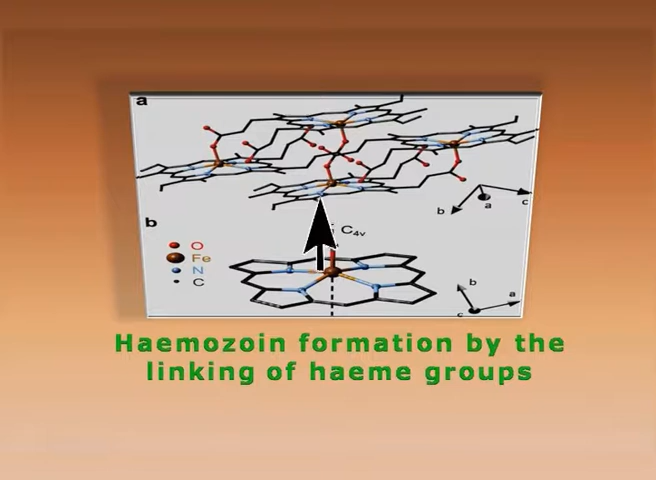 a
b
a
c
b
C4v
O
Fe
N
C
b
a
c
Haemozoin formation by the
linking of haeme groups